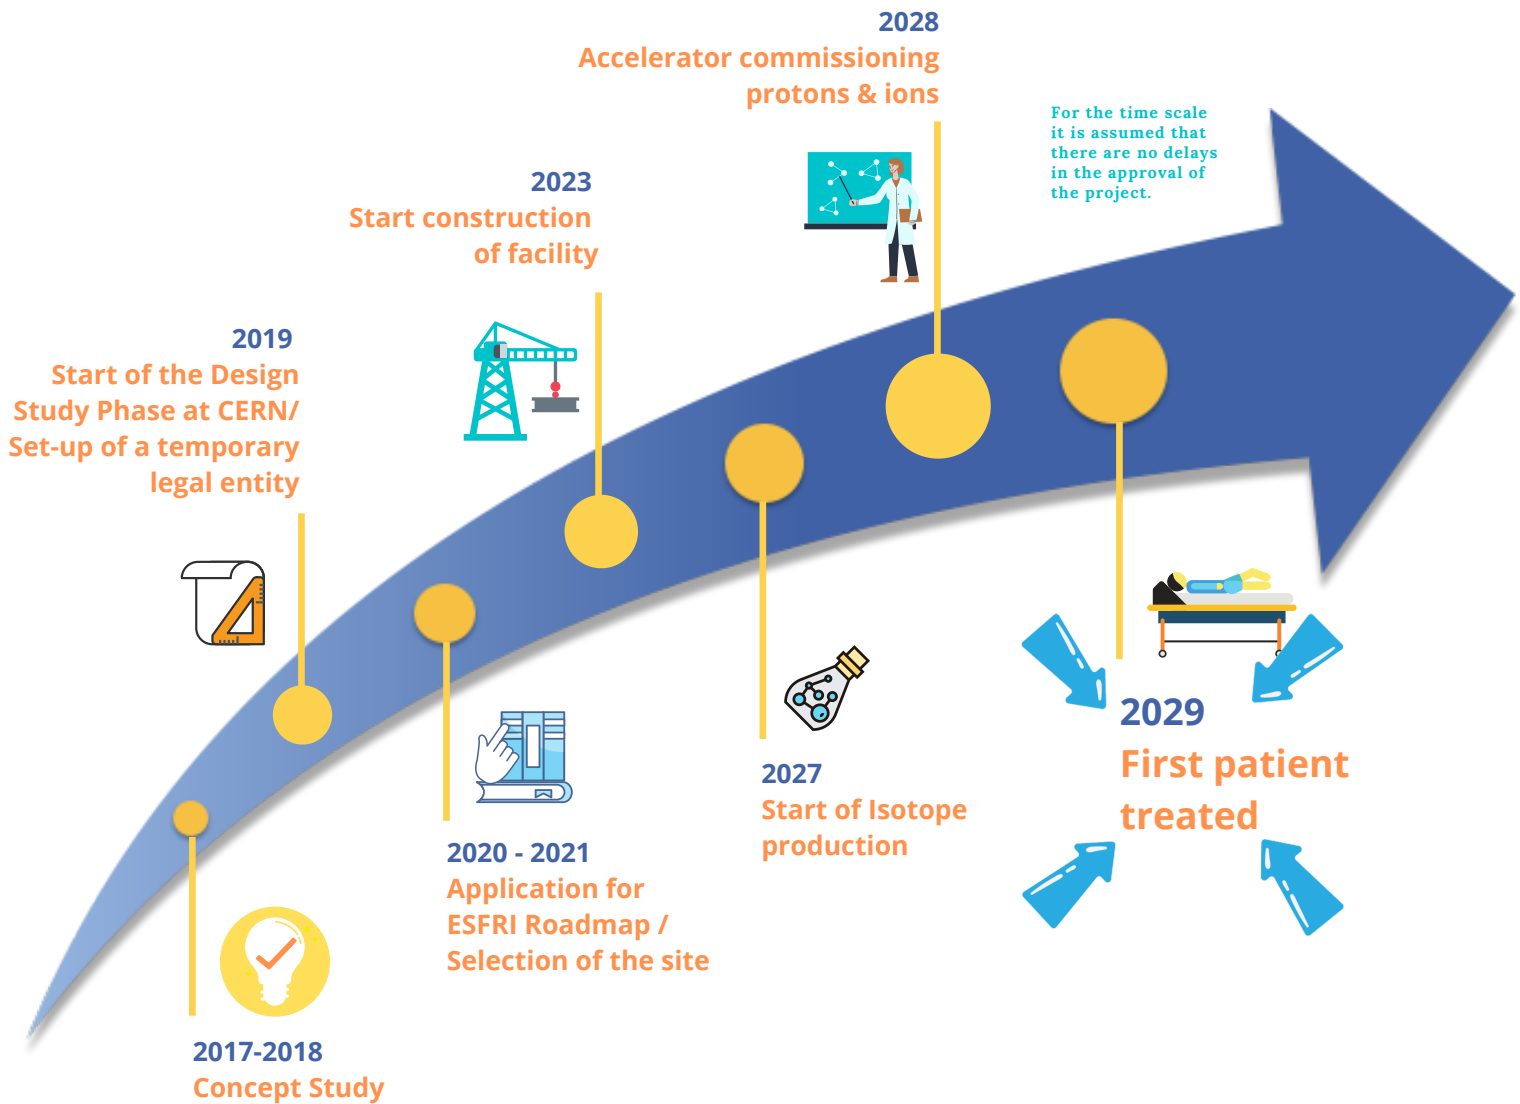 2028
Accelerator commissioning
protons & ions
For the time scale
it is assumed that
there are no delays
in the approval of
the project.
2023
Start construction
of facility
2019
Start of the Design
Study Phase at CERN/
Set-up of a temporary
legal entity
2029
First patient
treated
2027
Start of Isotope
production
2020 - 2021
Application for
ESFRI Roadmap /
Selection of the site
2017-2018
Concept Study